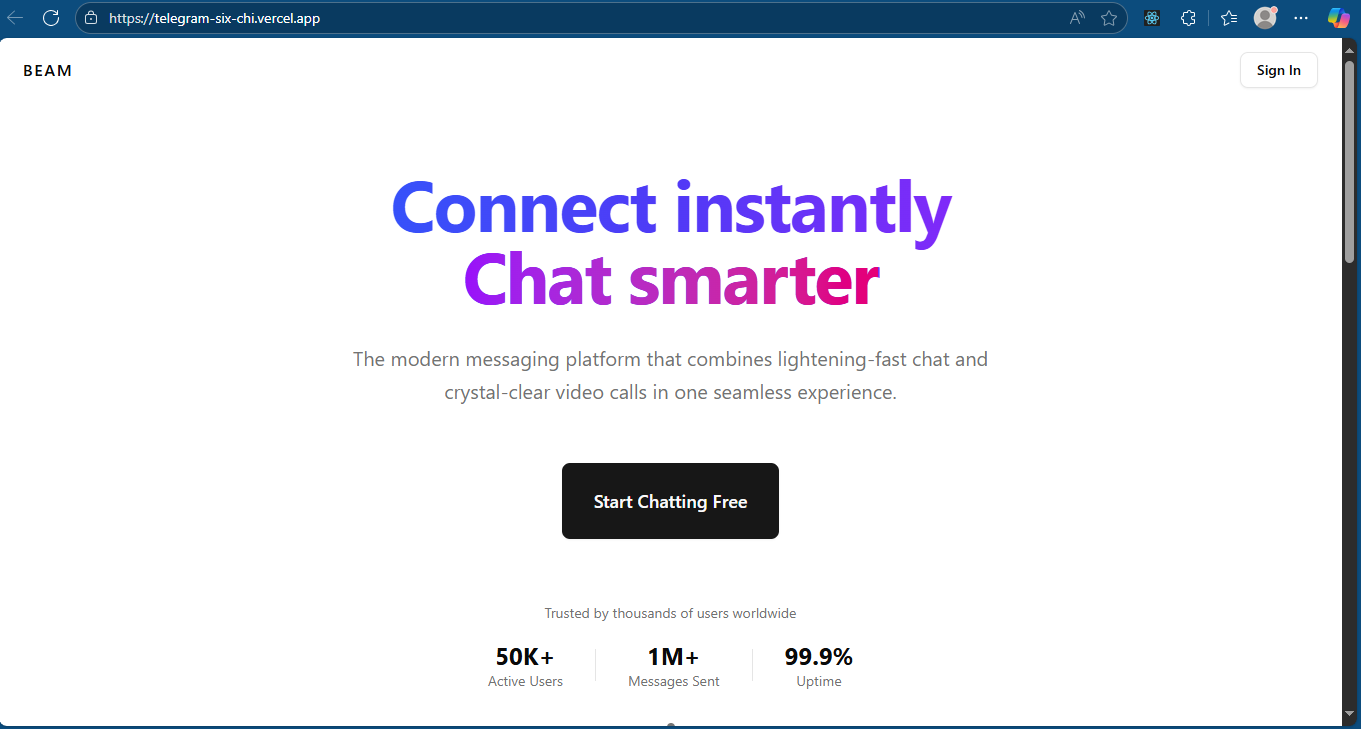 https://telegram-six-chi.vercel.app
BEAM
Sign In
Connect instantly
Chat smarter
The modern messaging platform that combines lightening-fast chat and
crystal-clear video calls in one seamless experience.
Start Chatting Free
Trusted by thousands of users worldwide
50K+ 1M+ 99.9%
Active Users Messages Sent Uptime